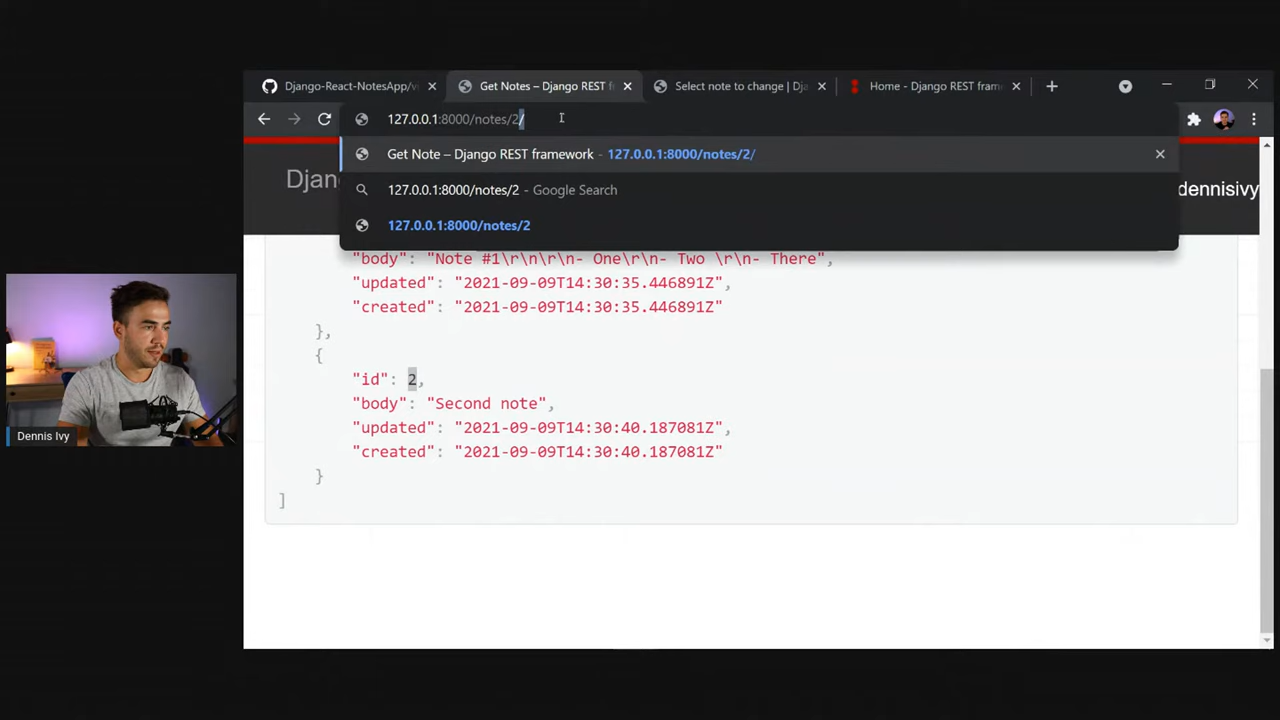 Django-React-NotesApp/v
Get Notes – Django REST f
Select note to change | Dja
Home - Django REST fram
127.0.0.1:8000/notes/2/
Get Note – Django REST framework - 127.0.0.1:8000/notes/2/
127.0.0.1:8000/notes/2 - Google Search
127.0.0.1:8000/notes/2
Djan
dennisivy
"body": "Note #1\r\n\r\n- One\r\n- Two \r\n- There",
"updated": "2021-09-09T14:30:35.446891Z",
"created": "2021-09-09T14:30:35.446891Z"
},
{
"id": 2,
"body": "Second note",
"updated": "2021-09-09T14:30:40.187081Z",
"created": "2021-09-09T14:30:40.187081Z"
}
]
Dennis Ivy